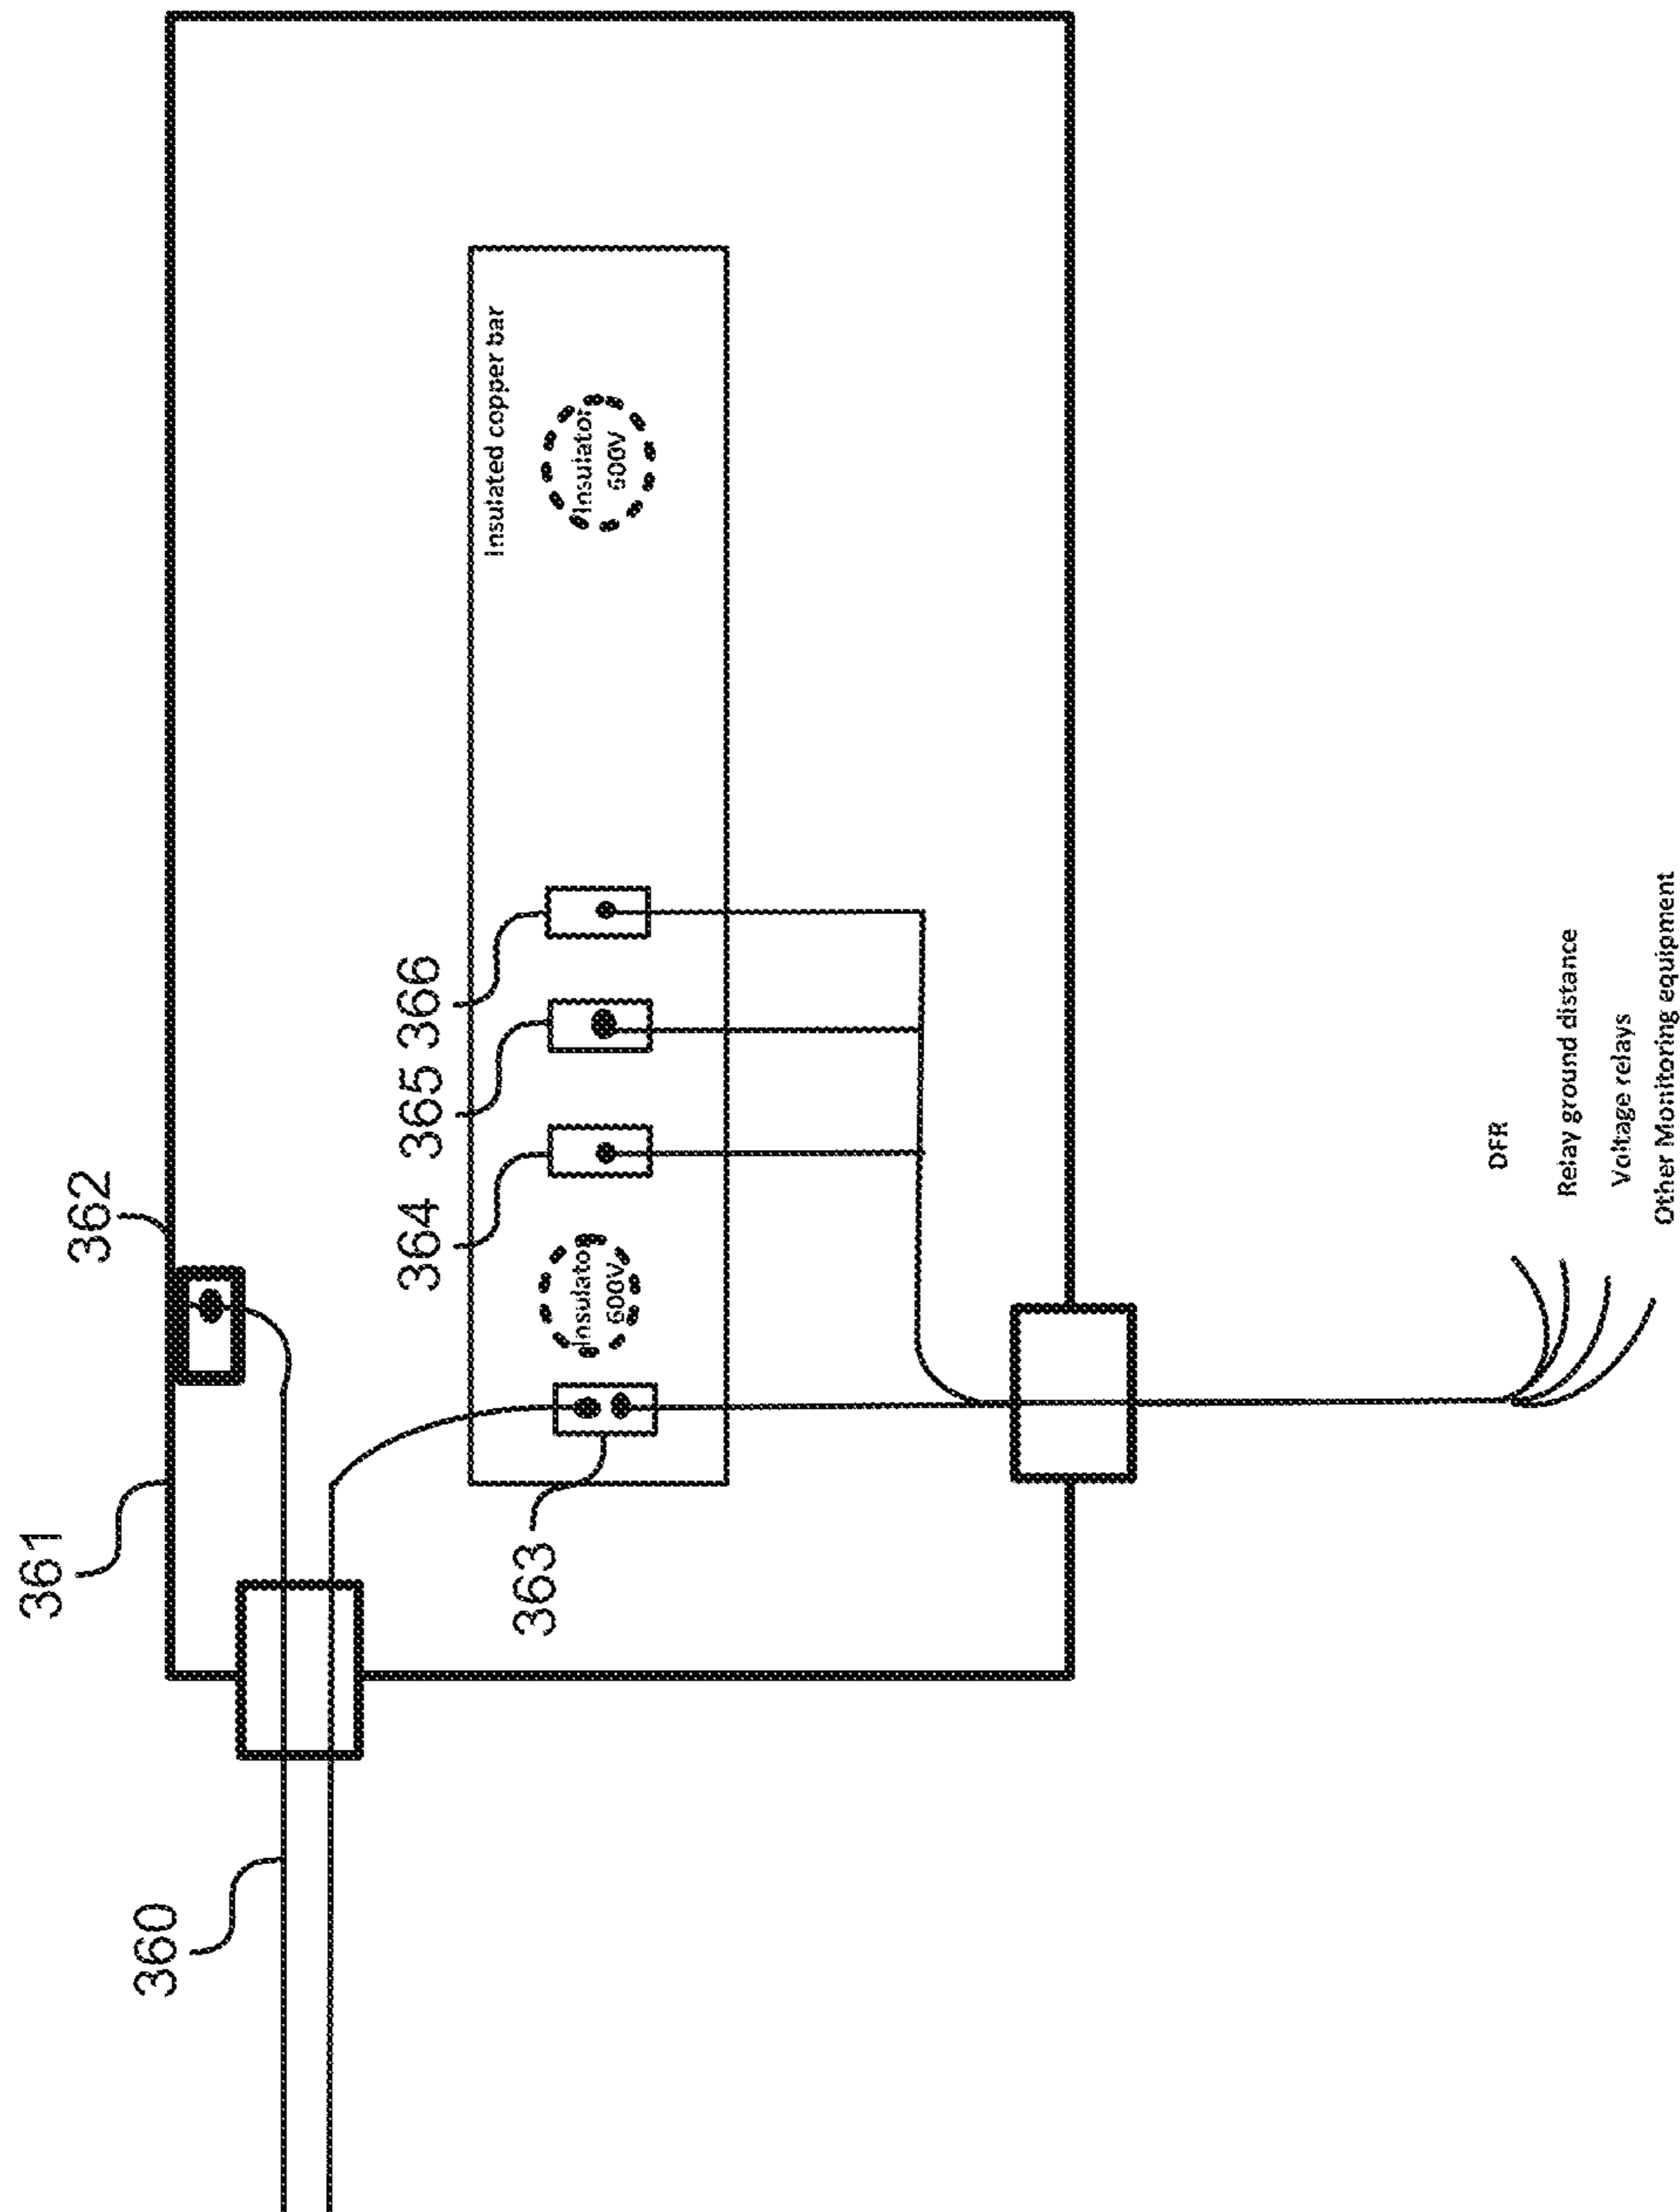 360
361
362
363
364
365
366
Insulated copper bar
Insulator
600V
Insulator
600V
DFR
Relay ground distance
Voltage relays
Other Monitoring equipment